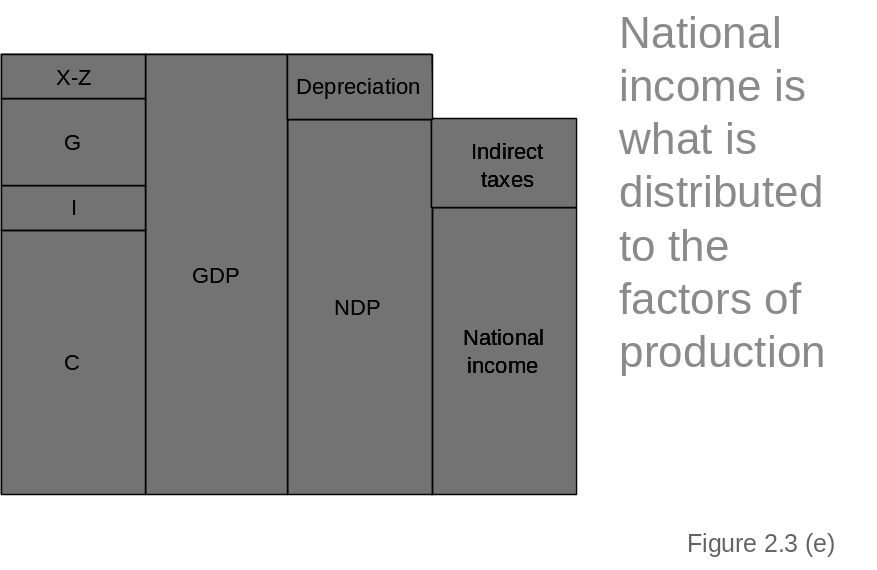 X-Z
G
I
C
GDP
Depreciation
NDP
Indirect
taxes
National
income
National
income is
what is
distributed
to the
factors of
production
Figure 2.3 (e)